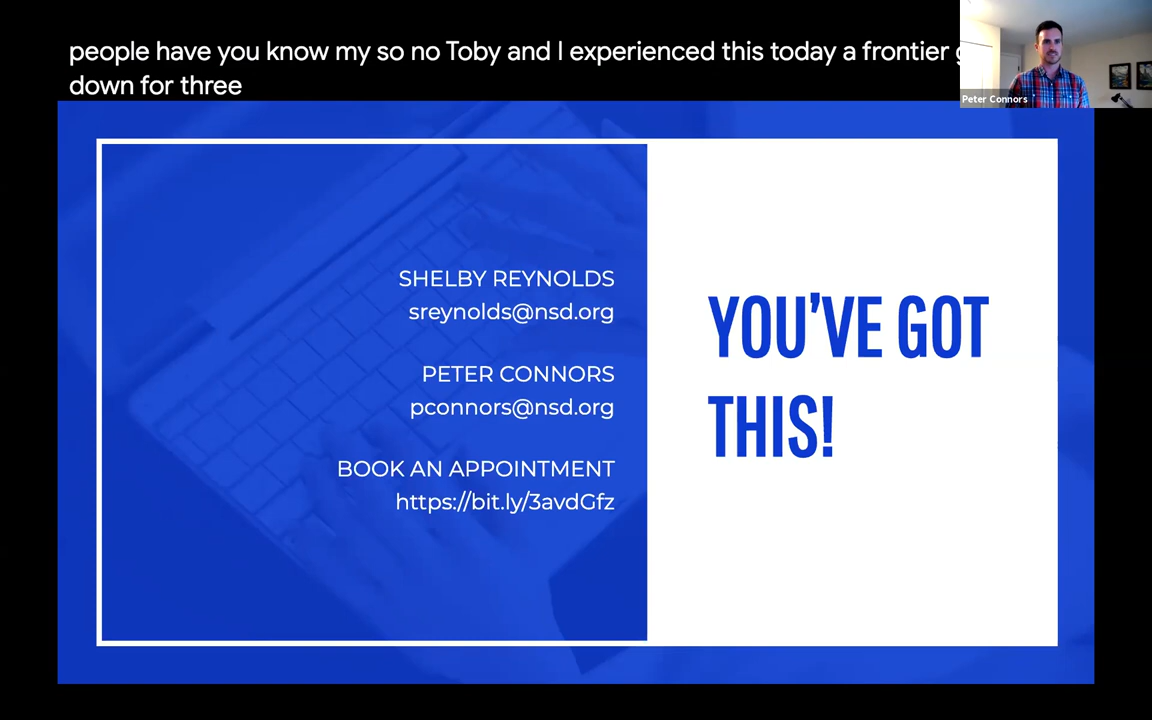 people have you know my so no Toby and I experienced this today a frontier
down for three
Peter Connors
SHELBY REYNOLDS
sreynolds@nsd.org
PETER CONNORS
pconnors@nsd.org
BOOK AN APPOINTMENT
https://bit.ly/3avdGfz
YOU'VE GOT
THIS!